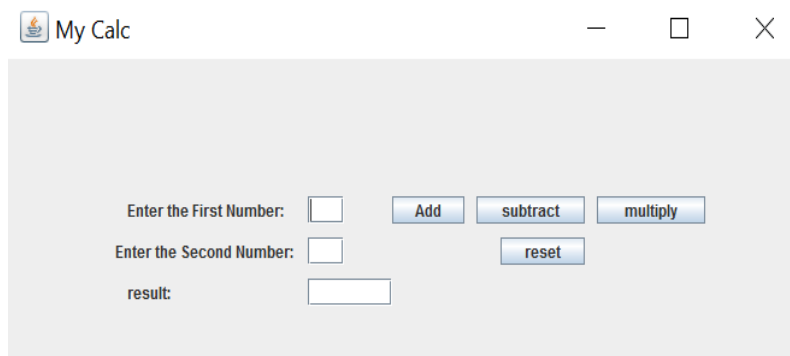 My Calc
Enter the First Number: Add subtract multiply
Enter the Second Number: reset
result: